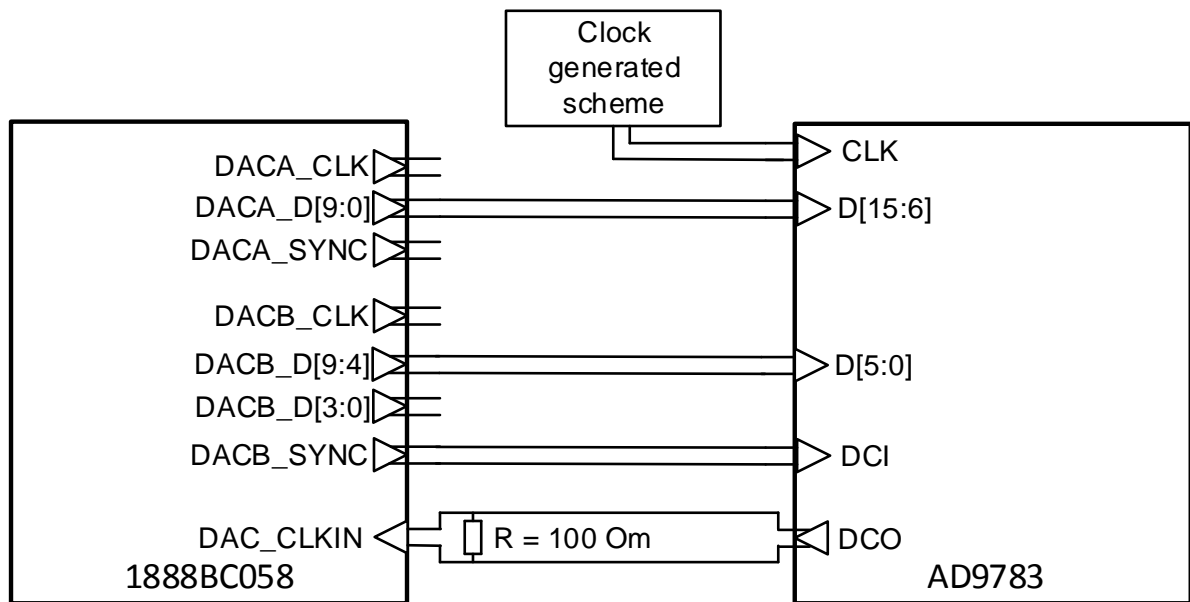 Clock
generated
scheme
DACA_CLK
DACA_D[9:0]
DACA_SYNC
DACB_CLK
DACB_D[9:4]
DACB_D[3:0]
DACB_SYNC
DAC_CLKIN
1888BC058
R = 100 Om
CLK
D[15:6]
D[5:0]
DCI
DCO
AD9783